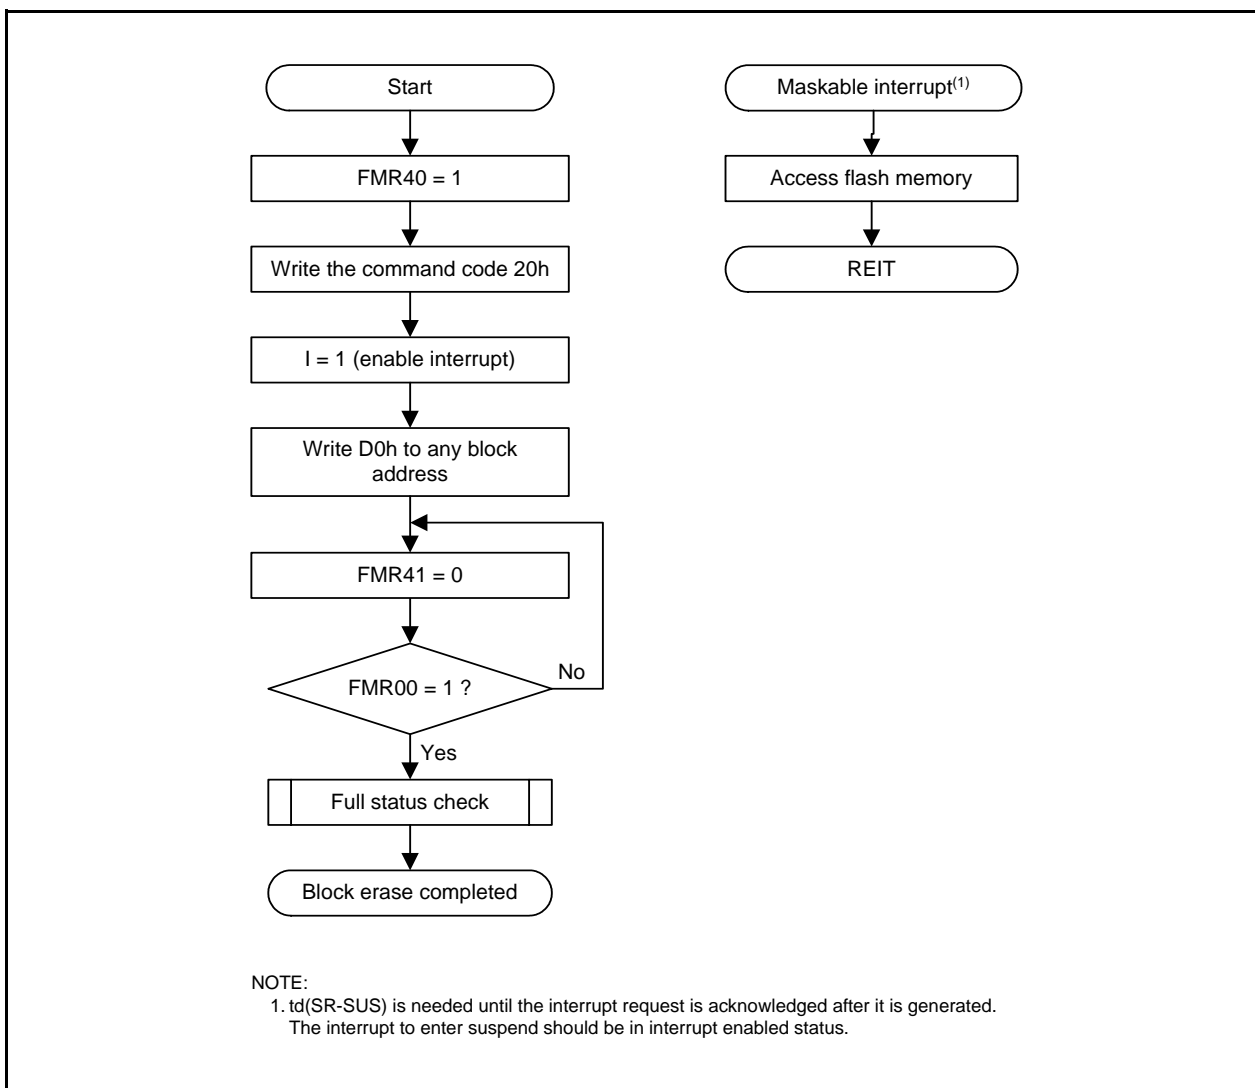 Start
FMR40 = 1
Write the command code 20h
I = 1 (enable interrupt)
Write D0h to any block
address
FMR41 = 0
FMR00 = 1 ?
No
Yes
Full status check
Block erase completed
Maskable interrupt(1)
Access flash memory
REIT
NOTE:
1. td(SR-SUS) is needed until the interrupt request is acknowledged after it is generated.
The interrupt to enter suspend should be in interrupt enabled status.